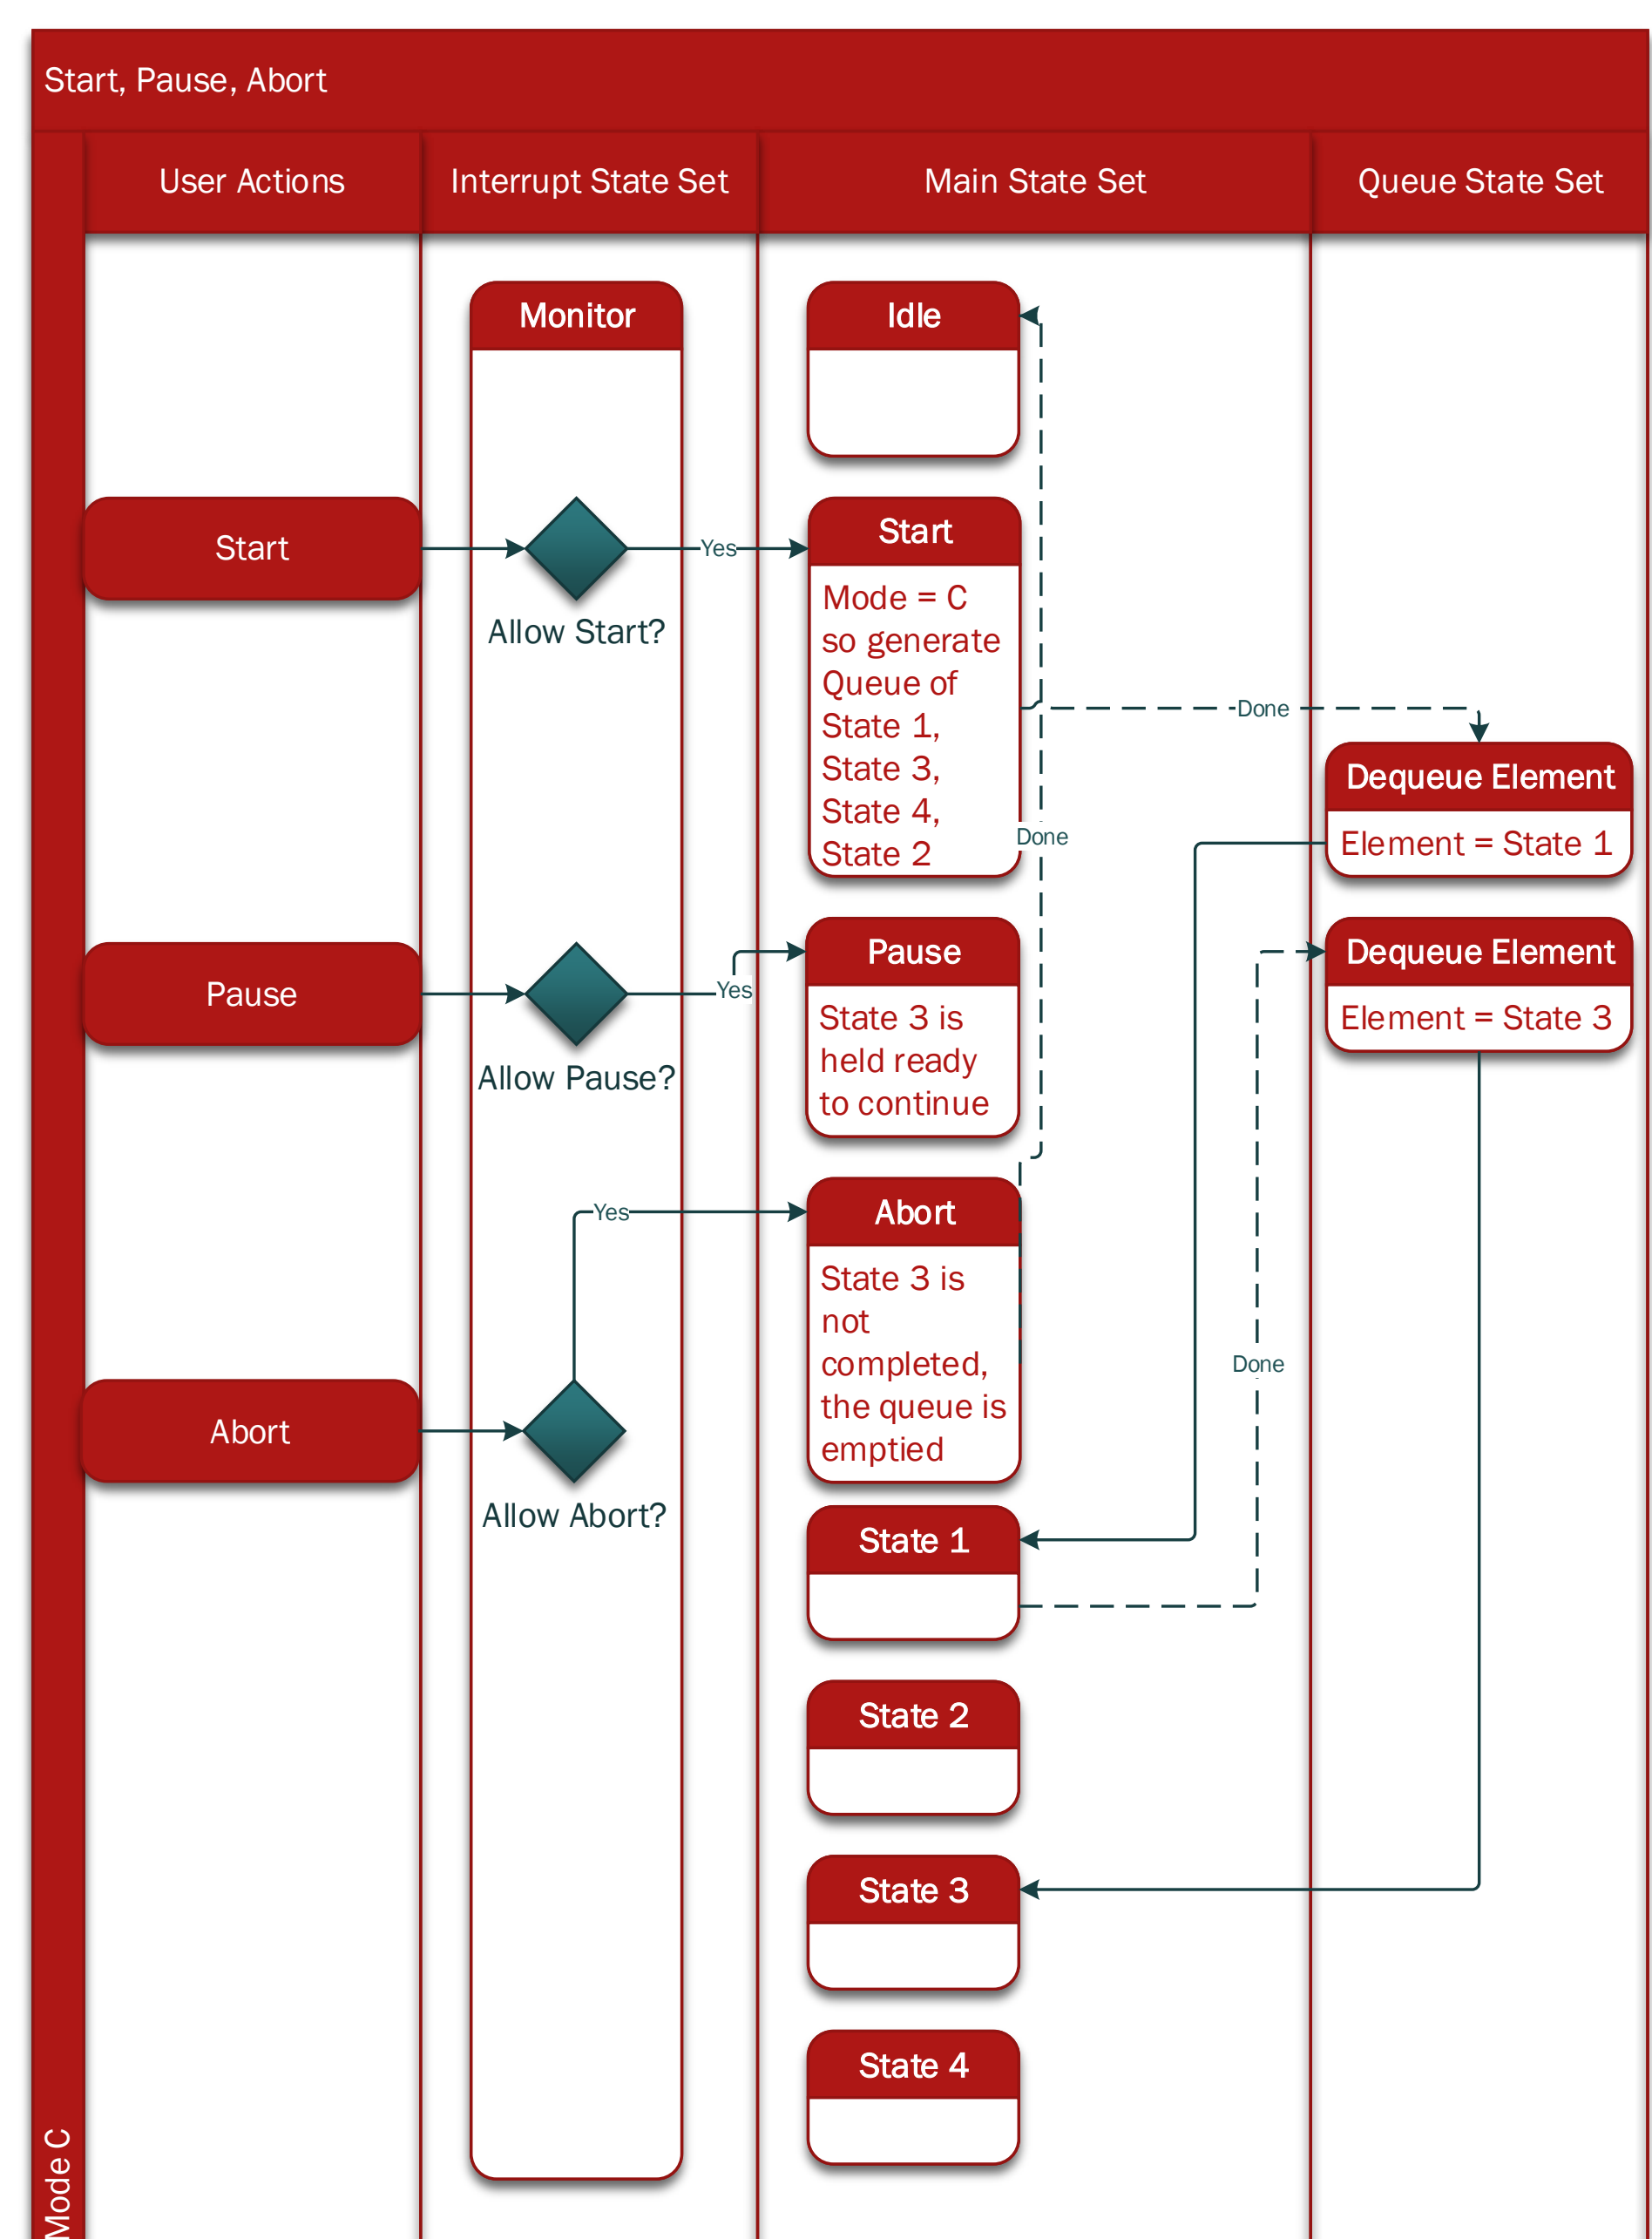 Start, Pause, Abort
User Actions
Interrupt State Set
Main State Set
Queue State Set
Monitor
Idle
Start
Yes
Start
Allow Start?
Mode = C
so generate
Queue of
State 1,
State 3,
State 4,
State 2
Done
Done
Dequeue Element
Element = State 1
Pause
Yes
Pause
Allow Pause?
State 3 is
held ready
to continue
Dequeue Element
Element = State 3
Yes
Abort
State 3 is
not
completed,
the queue is
emptied
Done
Abort
Allow Abort?
State 1
State 2
State 3
State 4
Mode C